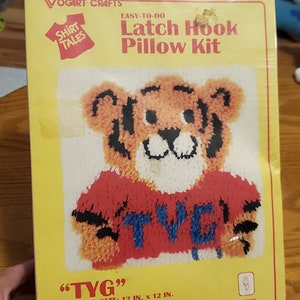 VOGART CRAFTS
EASY-TO-DO
Latch Hook
Pillow Kit
SHIRT
TALES
TYG
"TYG"
12 IN. x 12 IN.